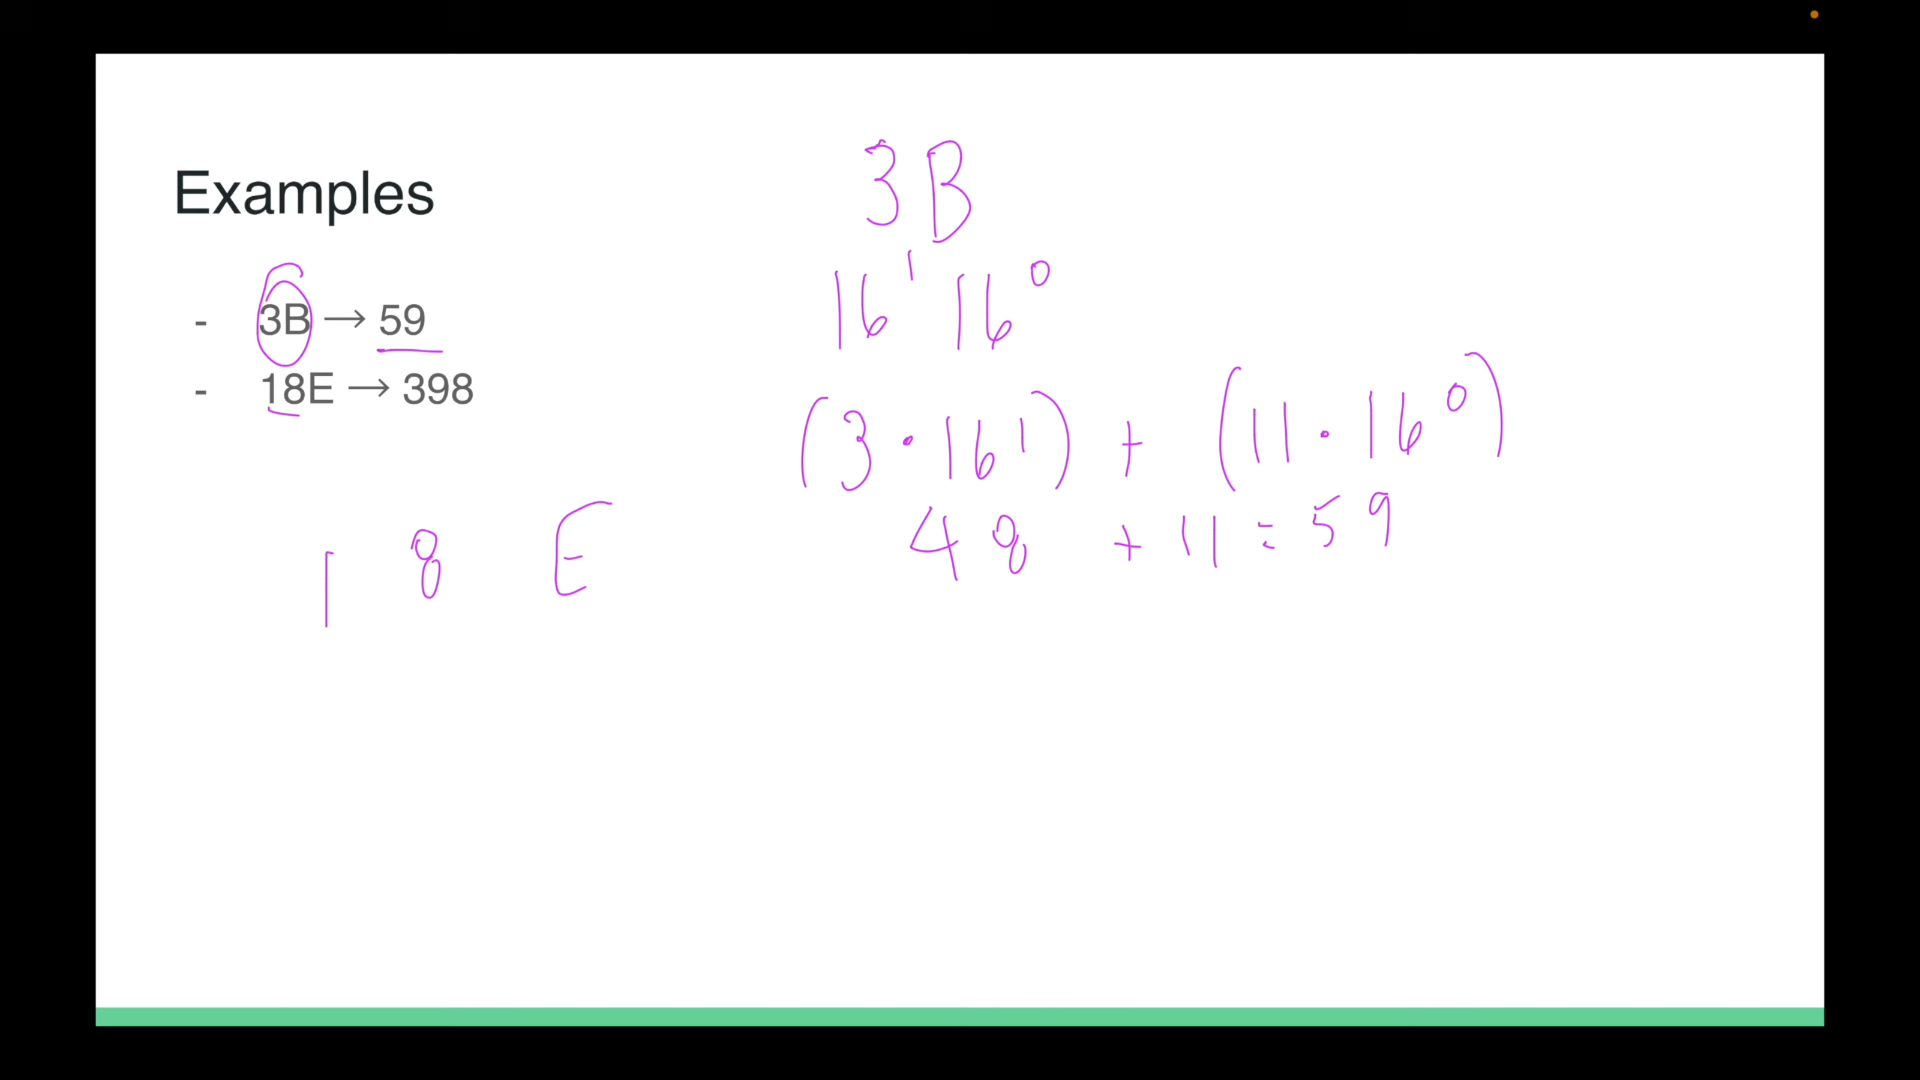 Examples
- 3B → 59
- 18E → 398
3B
16¹ 16⁰
(3 · 16¹) + (11 · 16⁰)
48 + 11 = 59
1 8 E